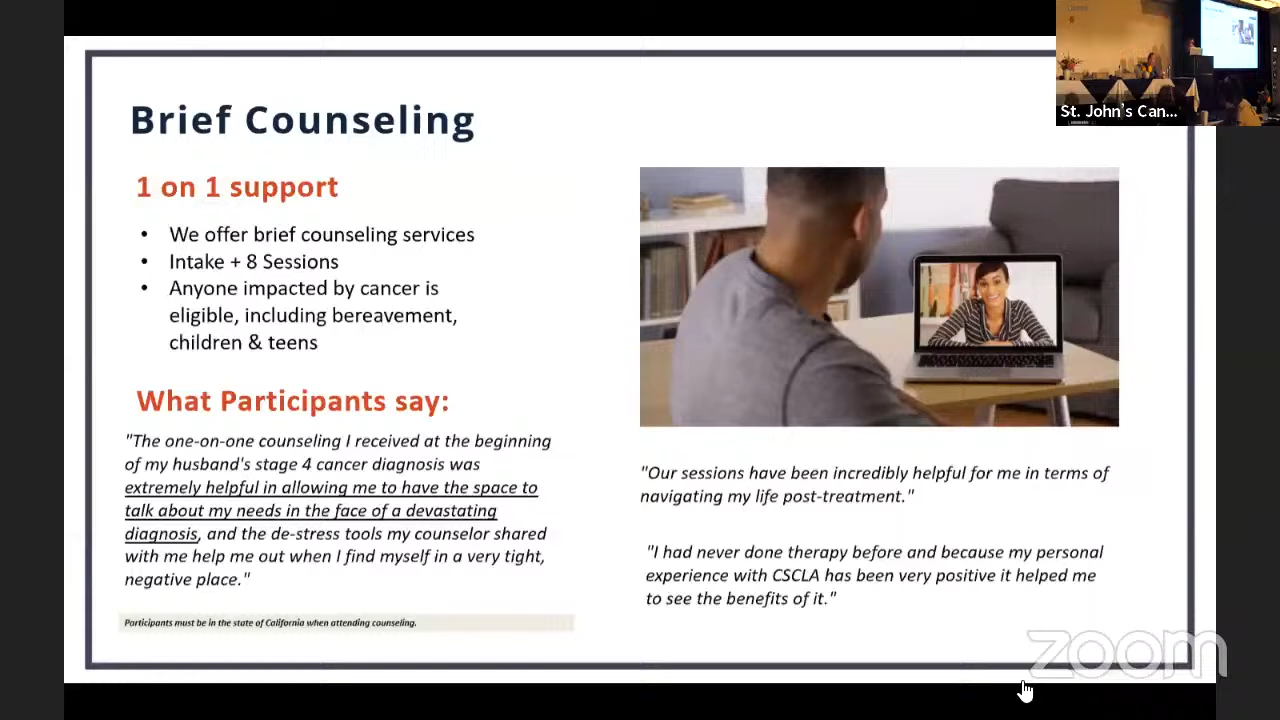 Brief Counseling
1 on 1 support
• We offer brief counseling services
• Intake + 8 Sessions
• Anyone impacted by cancer is
eligible, including bereavement,
children & teens
What Participants say:
"The one-on-one counseling I received at the beginning
of my husband's stage 4 cancer diagnosis was
extremely helpful in allowing me to have the space to
talk about my needs in the face of a devastating
diagnosis, and the de-stress tools my counselor shared
with me help me out when I find myself in a very tight,
negative place."
Participants must be in the state of California when attending counseling.
"Our sessions have been incredibly helpful for me in terms of
navigating my life post-treatment."
"I had never done therapy before and because my personal
experience with CSCLA has been very positive it helped me
to see the benefits of it."
St. John's Can...
zoom